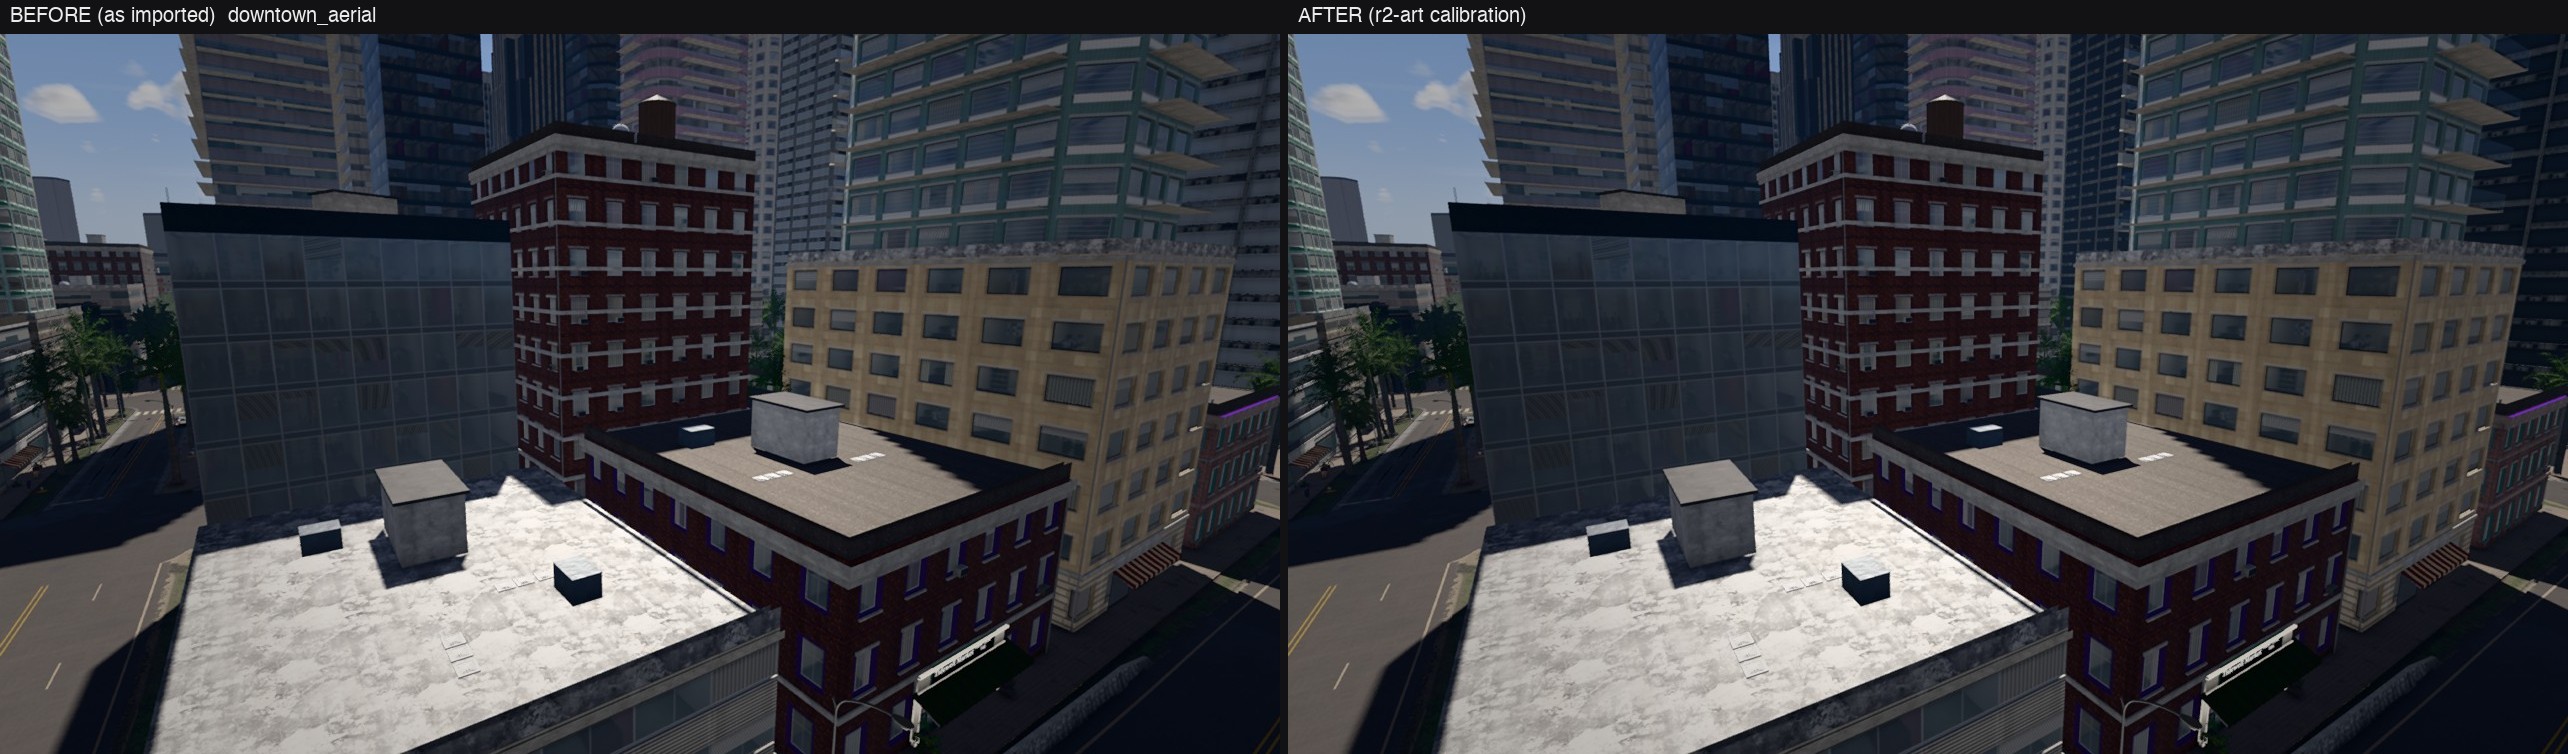 BEFORE (as imported) downtown_aerial
AFTER (r2-art calibration)